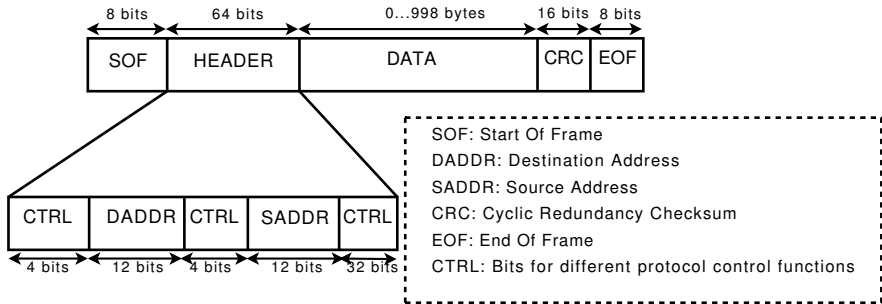 8 bits 64 bits 0...998 bytes 16 bits 8 bits
SOF HEADER DATA CRC EOF
SOF: Start Of Frame
DADDR: Destination Address
SADDR: Source Address
CRC: Cyclic Redundancy Checksum
EOF: End Of Frame
CTRL: Bits for different protocol control functions
CTRL DADDR CTRL SADDR CTRL
4 bits 12 bits 4 bits 12 bits 32 bits